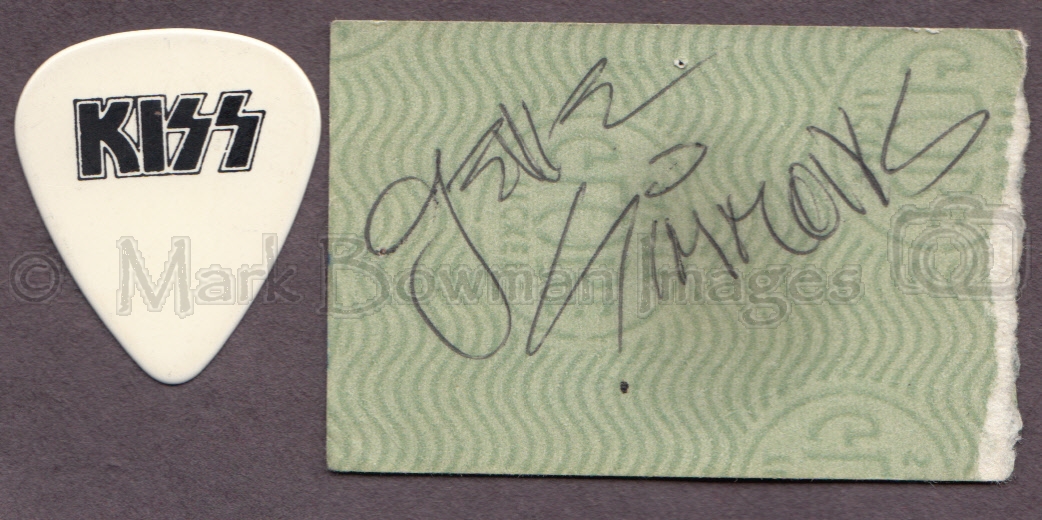 KISS
Gene
Simmons
© Mark Bowman Images